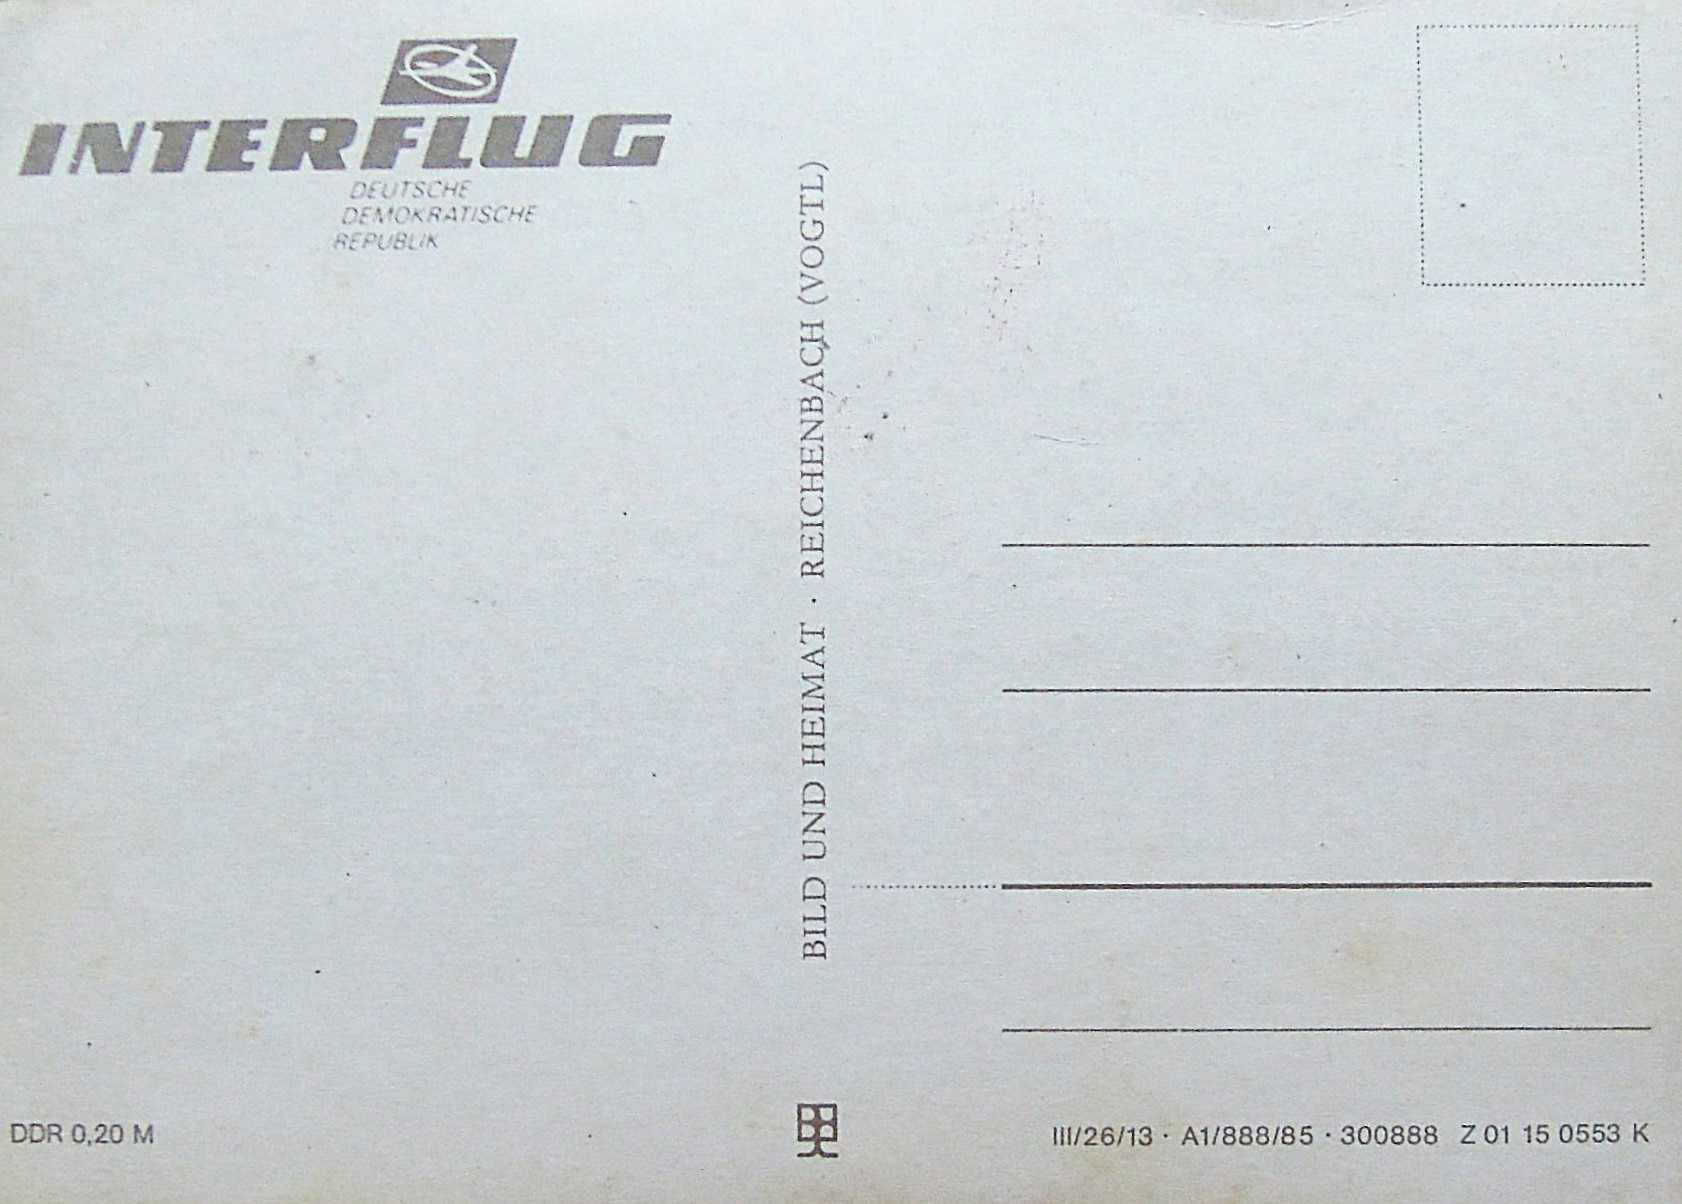 INTERFLUG
DEUTSCHE
DEMOKRATISCHE
REPUBLIK
BILD UND HEIMAT · REICHENBACH (VOGTL)
DDR 0,20 M
III/26/13 · A1/888/85 · 300888 Z 01 15 0553 K